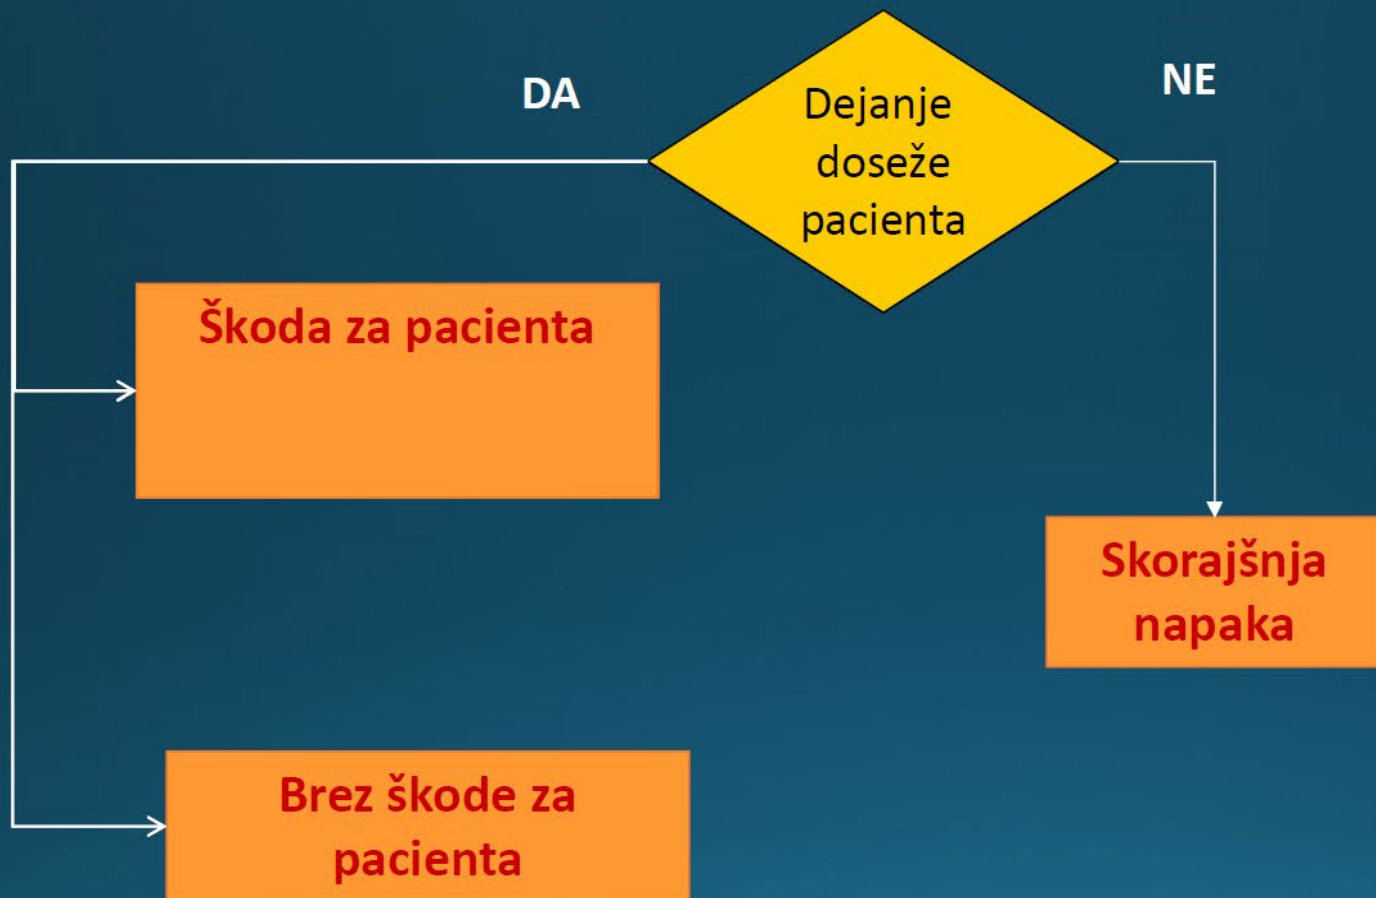 DA
Dejanje
doseže
pacienta
NE
Škoda za pacienta
Skorajšnja
napaka
Brez škode za
pacienta